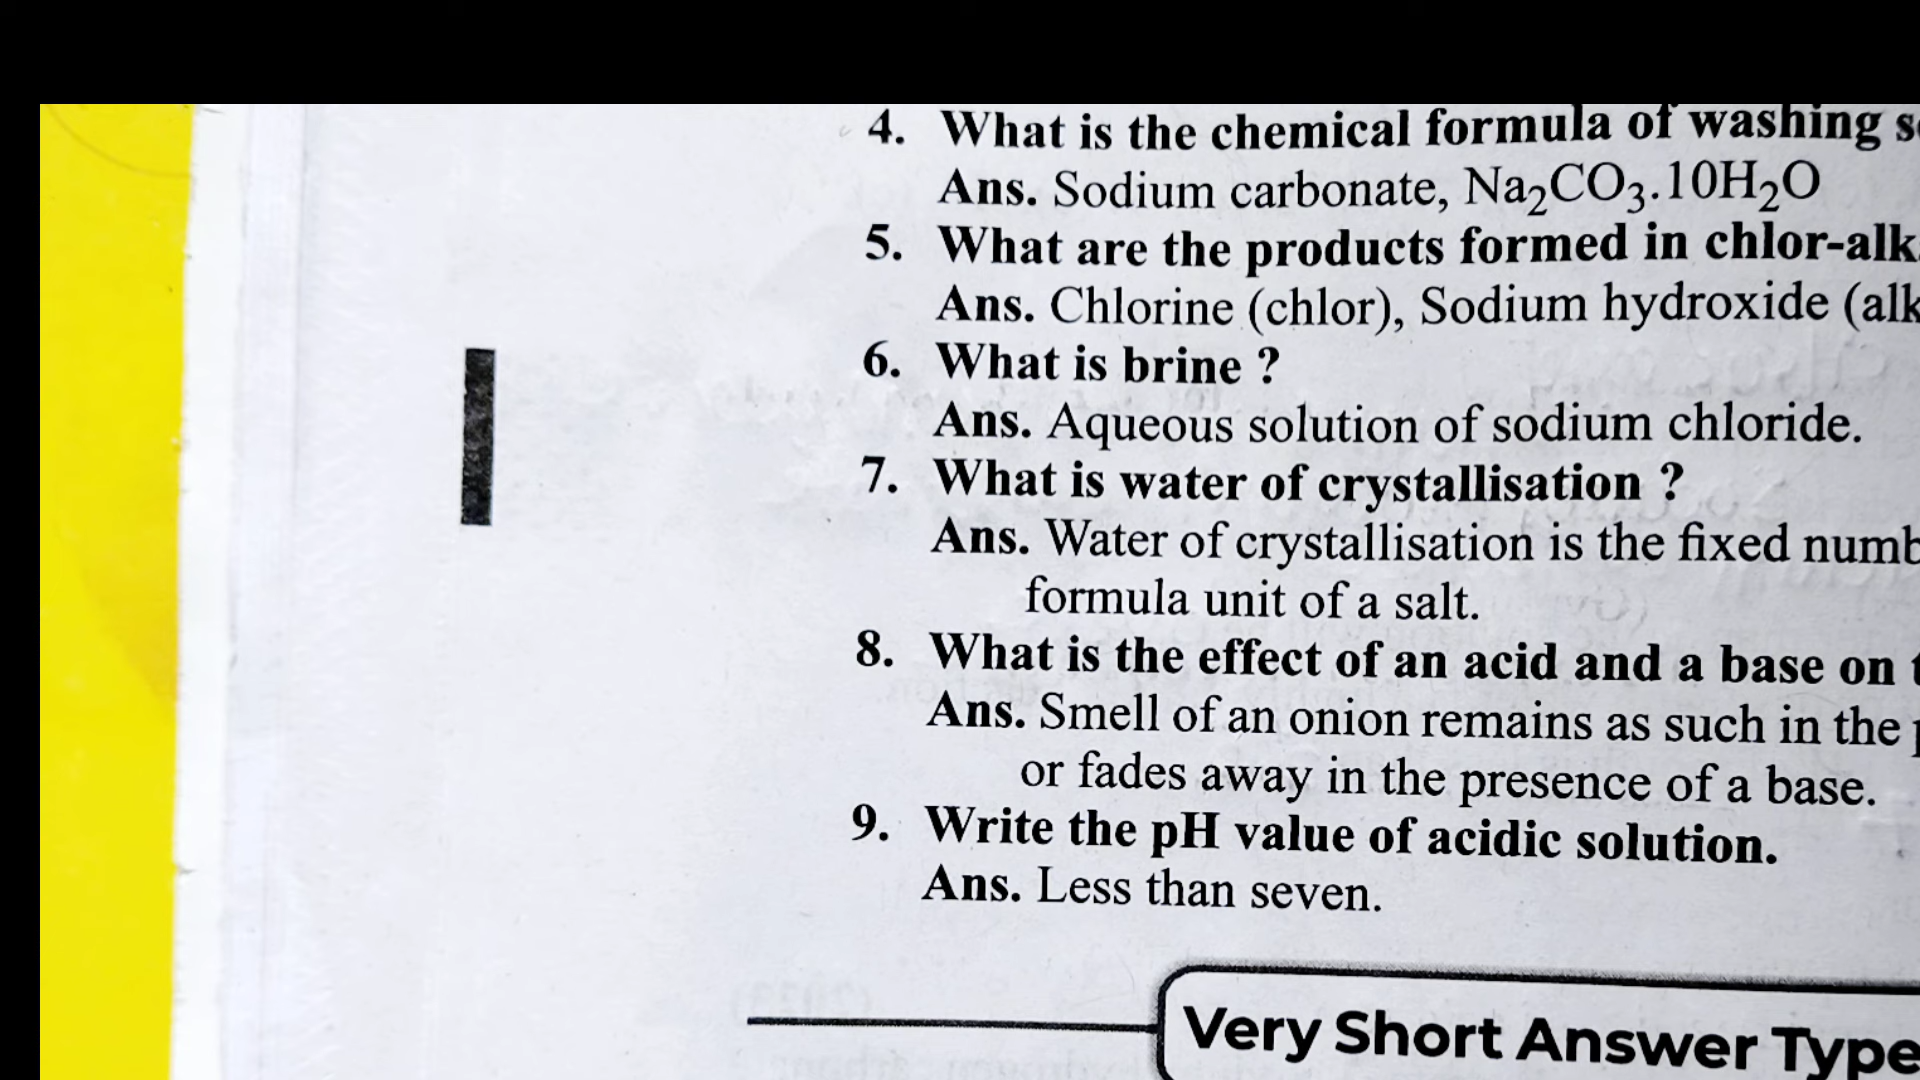 4. What is the chemical formula of washing
Ans. Sodium carbonate, Na₂CO₃.10H₂O
5. What are the products formed in chlor-alk
Ans. Chlorine (chlor), Sodium hydroxide (alk
6. What is brine ?
Ans. Aqueous solution of sodium chloride.
7. What is water of crystallisation ?
Ans. Water of crystallisation is the fixed numb
formula unit of a salt.
8. What is the effect of an acid and a base on
Ans. Smell of an onion remains as such in the
or fades away in the presence of a base.
9. Write the pH value of acidic solution.
Ans. Less than seven.
Very Short Answer Type